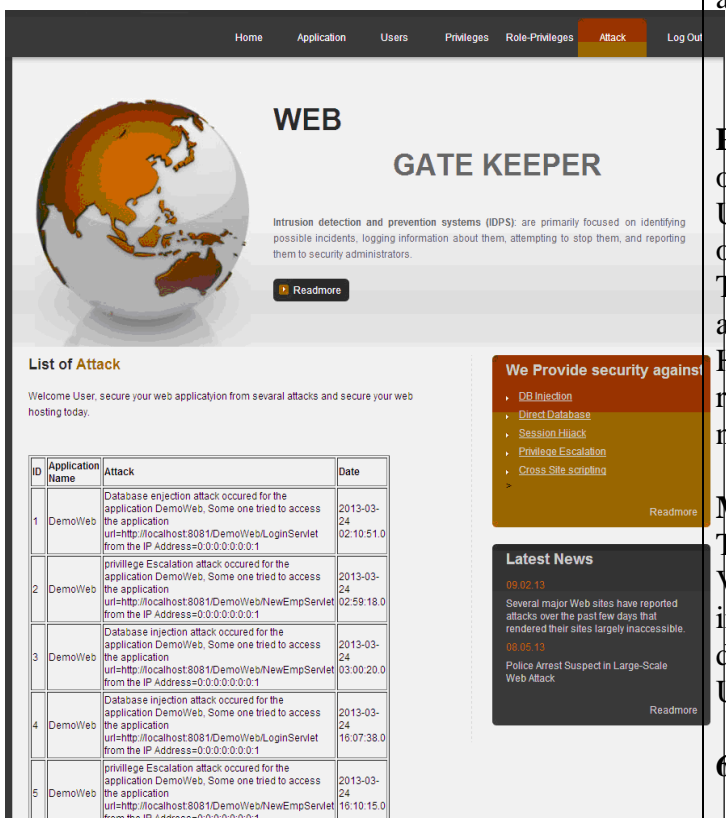 Home Application Users Privileges Role-Privileges Attack Log Out
WEB
GATE KEEPER
Intrusion detection and prevention systems (IDPS): are primarily focused on identifying
possible incidents, logging information about them, attempting to stop them, and reporting
them to security administrators.
Readmore
List of Attack
Welcome User, secure your web applicatyion from sevaral attacks and secure your web
hosting today.
ID Application Name Attack Date
1 DemoWeb Database enjection attack occured for the
application DemoWeb, Some one tried to access
the application
url=http://localhost:8081/DemoWeb/LoginServlet
from the IP Address=0:0:0:0:0:0:0:1
2013-03-
24
02:10:51.0
2 DemoWeb privillege Escalation attack occured for the
application DemoWeb, Some one tried to access
the application
url=http://localhost:8081/DemoWeb/NewEmpServlet
from the IP Address=0:0:0:0:0:0:0:1
2013-03-
24
02:59:18.0
3 DemoWeb Database injection attack occured for the
application DemoWeb, Some one tried to access
the application
url=http://localhost:8081/DemoWeb/NewEmpServlet
from the IP Address=0:0:0:0:0:0:0:1
2013-03-
24
03:00:20.0
4 DemoWeb Database injection attack occured for the
application DemoWeb, Some one tried to access
the application
url=http://localhost:8081/DemoWeb/LoginServlet
from the IP Address=0:0:0:0:0:0:0:1
2013-03-
24
16:07:38.0
5 DemoWeb privillege Escalation attack occured for the
application DemoWeb, Some one tried to access
the application
url=http://localhost:8081/DemoWeb/NewEmpServlet
from the IP Address=0:0:0:0:0:0:0:1
2013-03-
24
16:10:15.0
We Provide security against
DB Injection
Direct Database
Session Hijack
Privilege Escalation
Cross Site scripting
>
Readmore
Latest News
09.02.13
Several major Web sites have reported
attacks over the past few days that
rendered their sites largely inaccessible.
08.05.13
Police Arrest Suspect in Large-Scale
Web Attack
Readmore